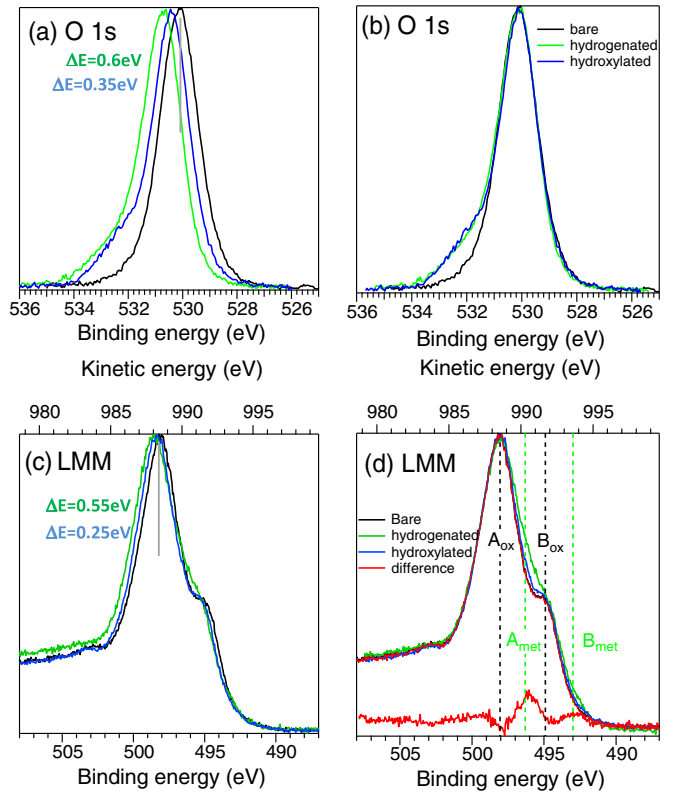 (a) O 1s
ΔE=0.6eV
ΔE=0.35eV
536 534 532 530 528 526
Binding energy (eV)
(b) O 1s
bare
hydrogenated
hydroxylated
536 534 532 530 528 526
Binding energy (eV)
Kinetic energy (eV)
980 985 990 995
(c) LMM
ΔE=0.55eV
ΔE=0.25eV
505 500 495 490
Binding energy (eV)
Kinetic energy (eV)
980 985 990 995
(d) LMM
Bare
hydrogenated
hydroxylated
difference
Aox Box
Amet Bmet
505 500 495 490
Binding energy (eV)